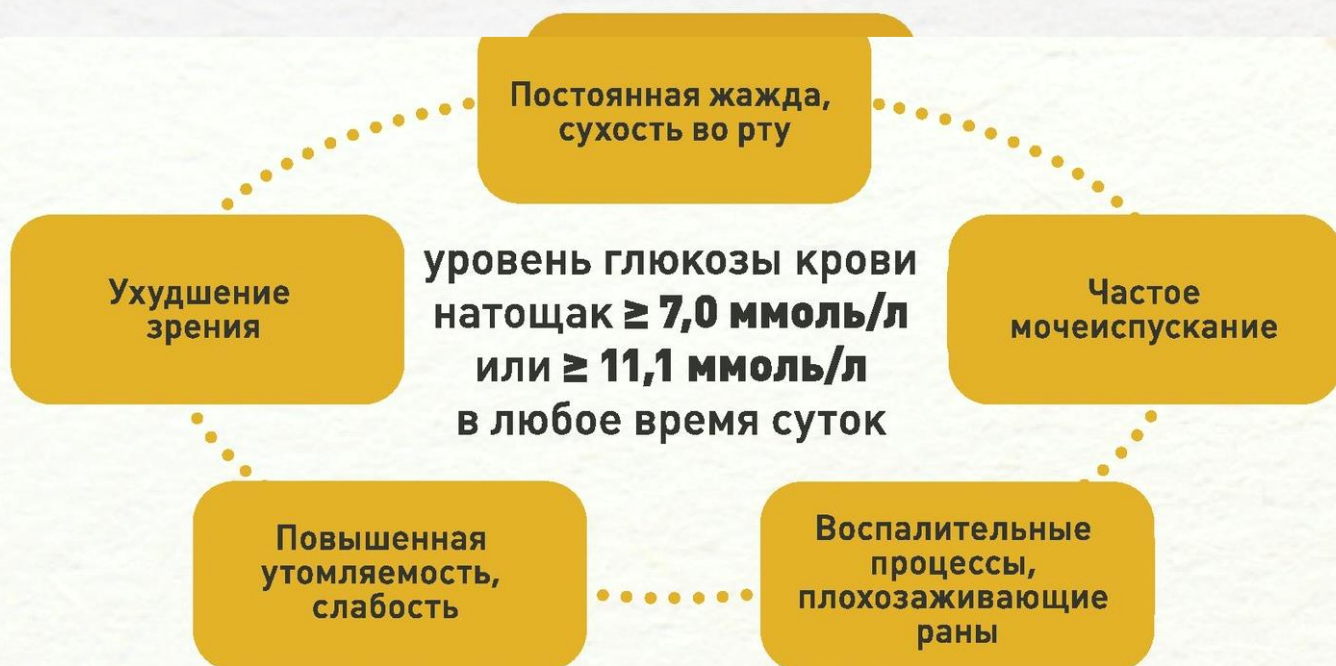 Постоянная жажда,
сухость во рту
Ухудшение
зрения
уровень глюкозы крови
натощак ≥ 7,0 ммоль/л
или ≥ 11,1 ммоль/л
в любое время суток
Частое
мочеиспускание
Повышенная
утомляемость,
слабость
Воспалительные
процессы,
плохозаживающие
раны